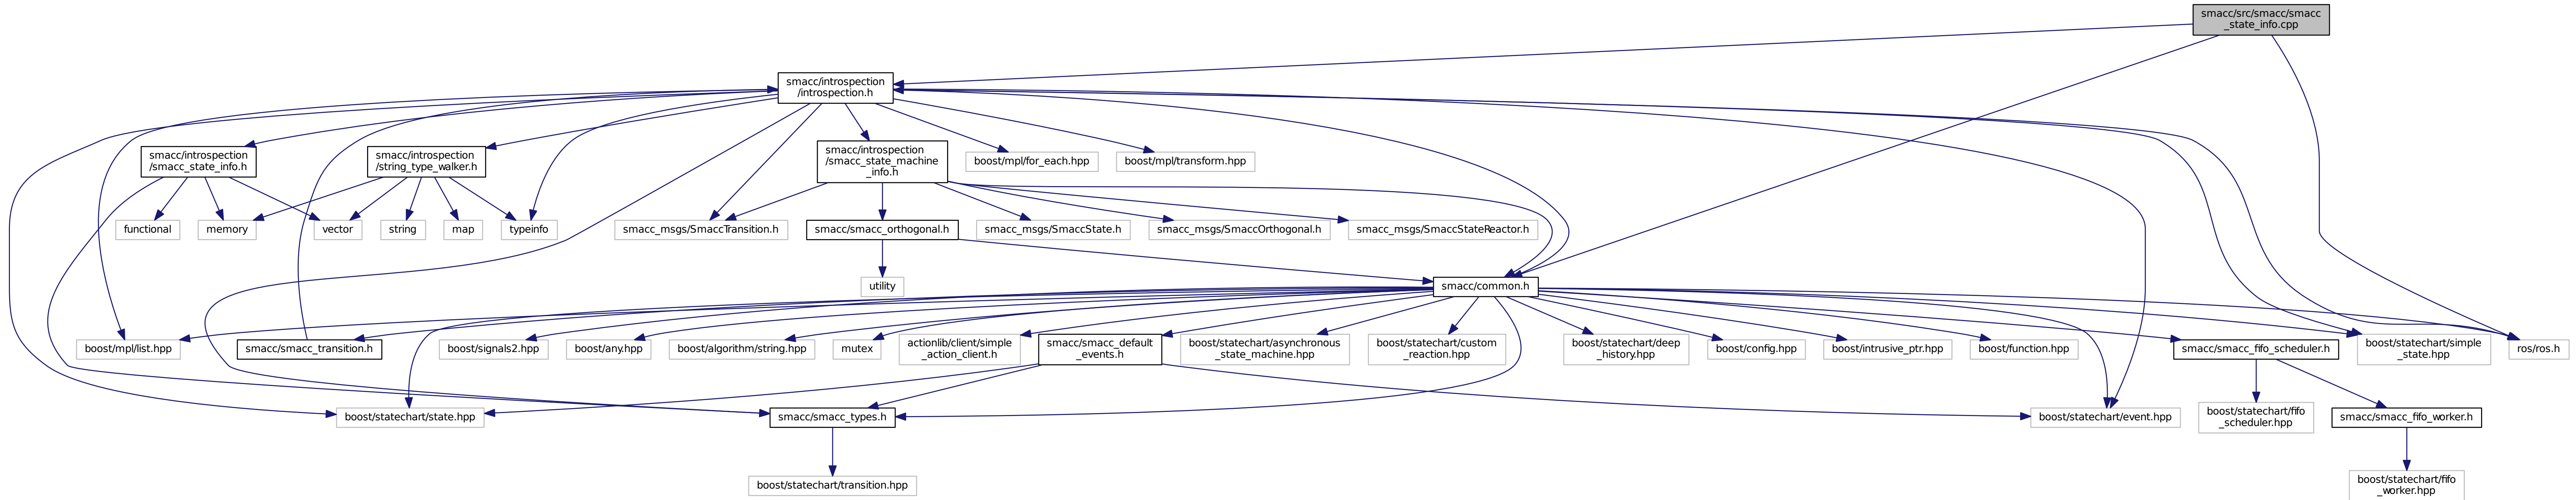 smacc/src/smacc/smacc
_state_info.cpp
smacc/introspection
/introspection.h
smacc/introspection
/smacc_state_info.h
smacc/introspection
/string_type_walker.h
smacc/introspection
/smacc_state_machine
_info.h
boost/mpl/for_each.hpp
boost/mpl/transform.hpp
functional
memory
vector
string
map
typeinfo
smacc_msgs/SmaccTransition.h
smacc/smacc_orthogonal.h
smacc_msgs/SmaccState.h
smacc_msgs/SmaccOrthogonal.h
smacc_msgs/SmaccStateReactor.h
utility
smacc/common.h
boost/mpl/list.hpp
smacc/smacc_transition.h
boost/signals2.hpp
boost/any.hpp
boost/algorithm/string.hpp
mutex
actionlib/client/simple
_action_client.h
smacc/smacc_default
_events.h
boost/statechart/asynchronous
_state_machine.hpp
boost/statechart/custom
_reaction.hpp
boost/statechart/deep
_history.hpp
boost/config.hpp
boost/intrusive_ptr.hpp
boost/function.hpp
smacc/smacc_fifo_scheduler.h
boost/statechart/simple
_state.hpp
ros/ros.h
boost/statechart/state.hpp
smacc/smacc_types.h
boost/statechart/event.hpp
boost/statechart/fifo
_scheduler.hpp
smacc/smacc_fifo_worker.h
boost/statechart/transition.hpp
boost/statechart/fifo
_worker.hpp